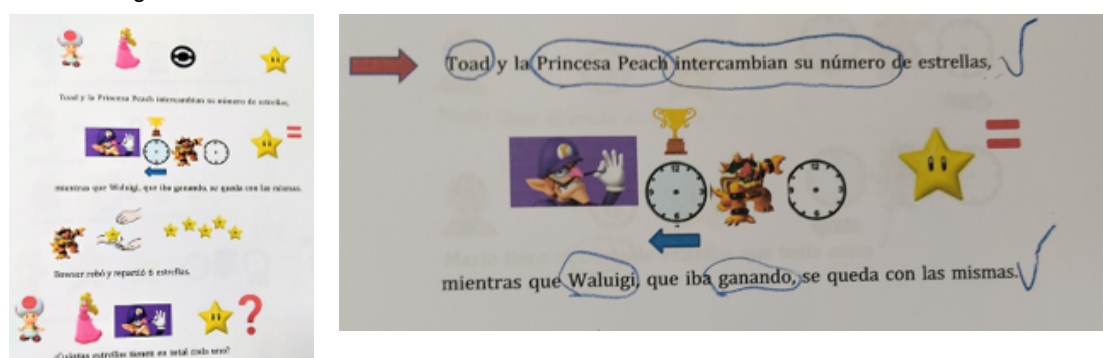 Toad y la Princesa Peach intercambian su número de estrellas,
mientras que Waluigi, que iba ganando, se queda con las mismas.
Bowser robó y repartió 6 estrellas.
¿Cuántas estrellas tienen en total cada uno?
Toad y la Princesa Peach intercambian su número de estrellas,
mientras que Waluigi, que iba ganando, se queda con las mismas.